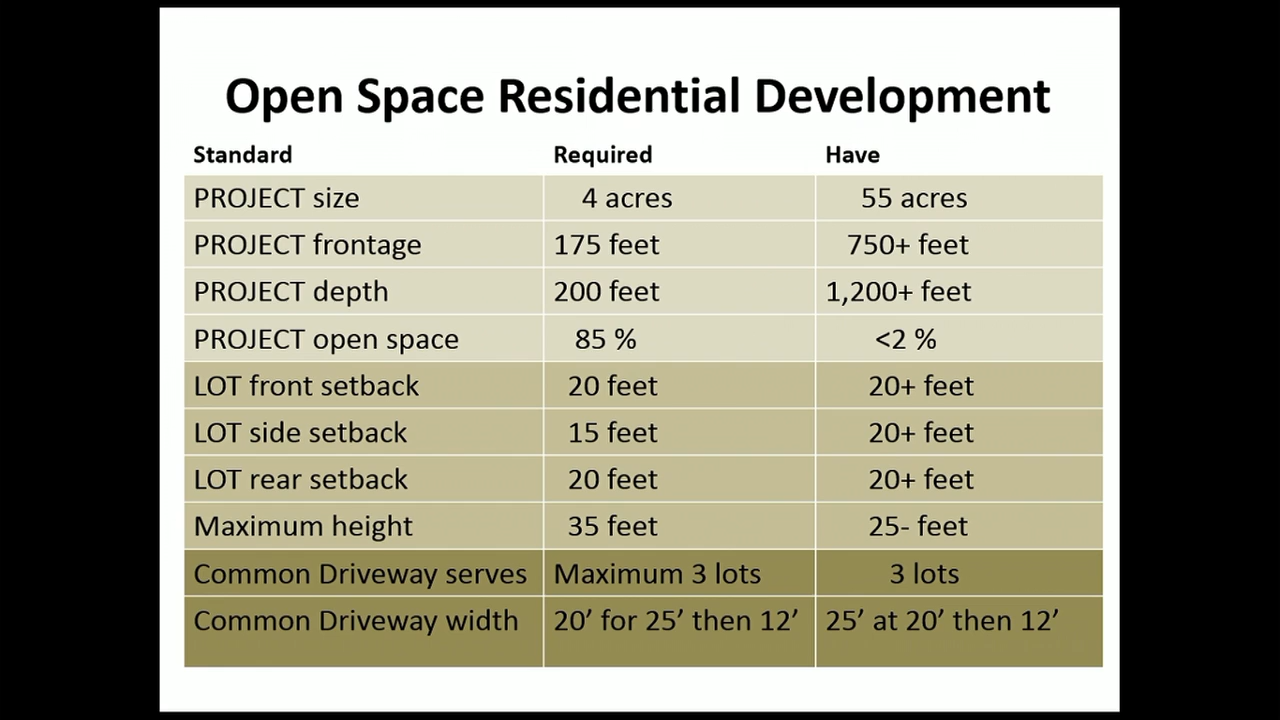 Open Space Residential Development
Standard Required Have
PROJECT size 4 acres 55 acres
PROJECT frontage 175 feet 750+ feet
PROJECT depth 200 feet 1,200+ feet
PROJECT open space 85 % <2 %
LOT front setback 20 feet 20+ feet
LOT side setback 15 feet 20+ feet
LOT rear setback 20 feet 20+ feet
Maximum height 35 feet 25- feet
Common Driveway serves Maximum 3 lots 3 lots
Common Driveway width 20’ for 25’ then 12’ 25’ at 20’ then 12’